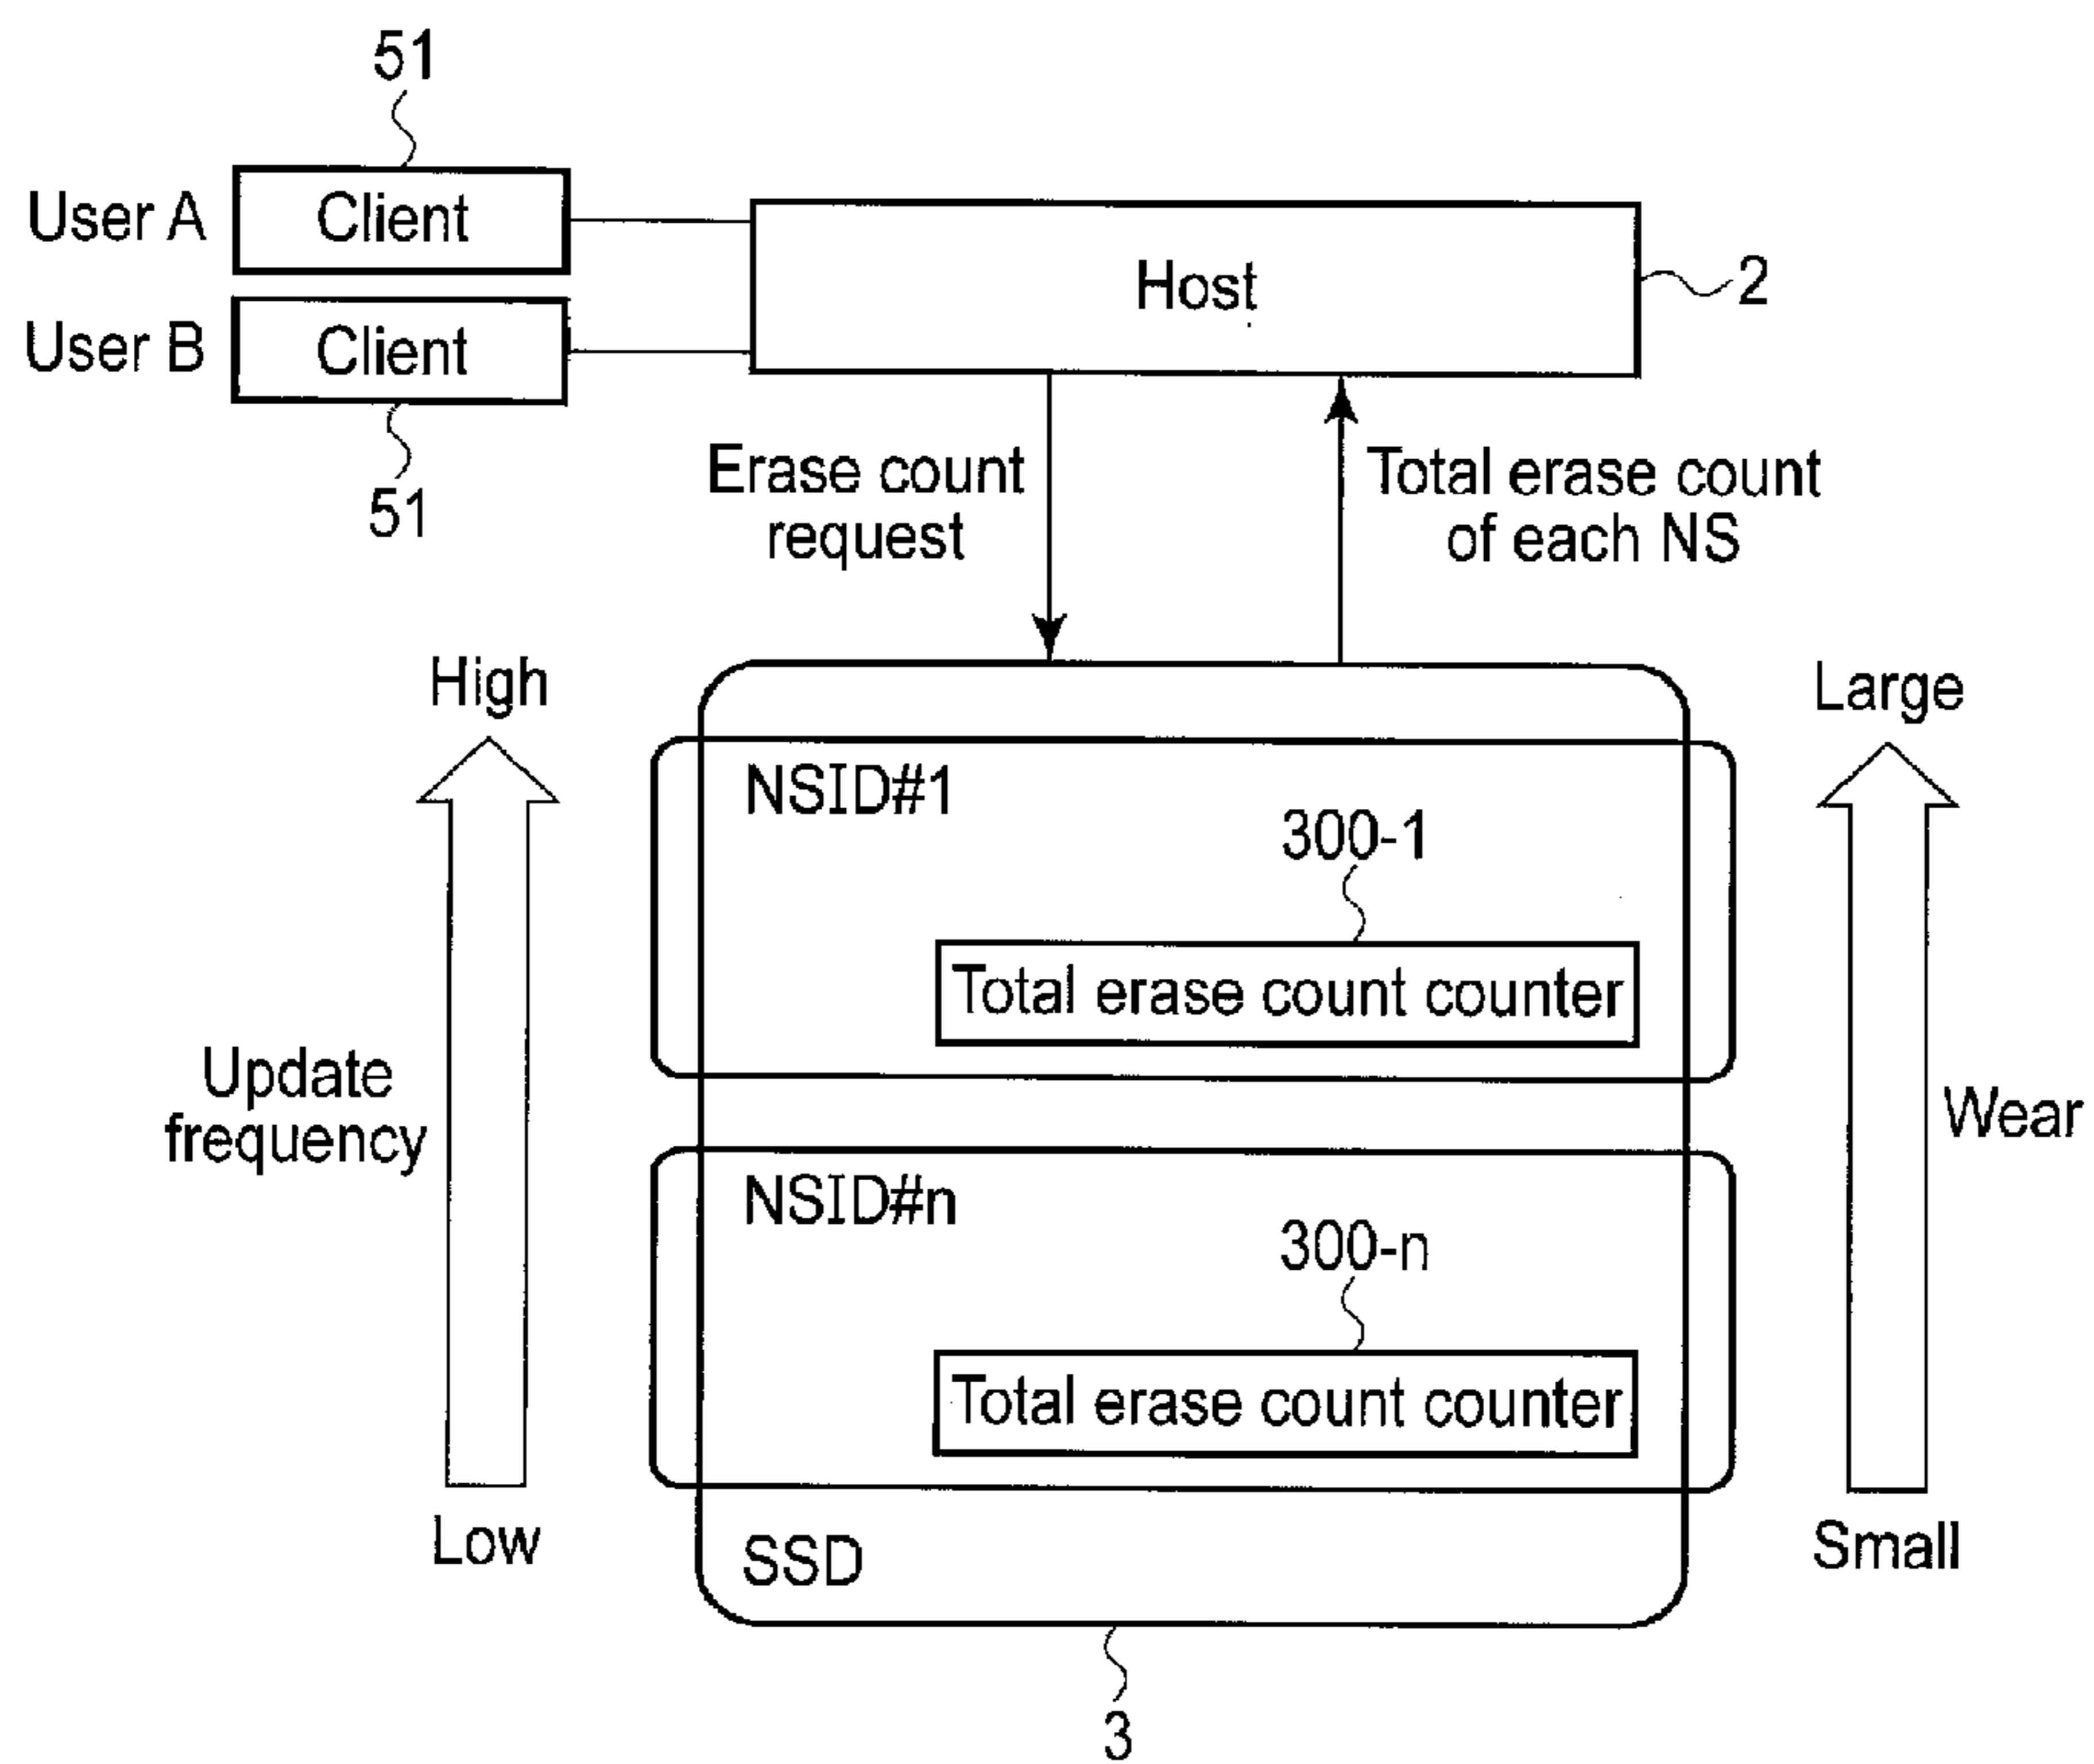 51
User A
Client
Host
2
User B
Client
51
Erase count
request
Total erase count
of each NS
High
Large
NSID#1
300-1
Total erase count counter
Update
frequency
Wear
NSID#n
300-n
Total erase count counter
Low
SSD
Small
3